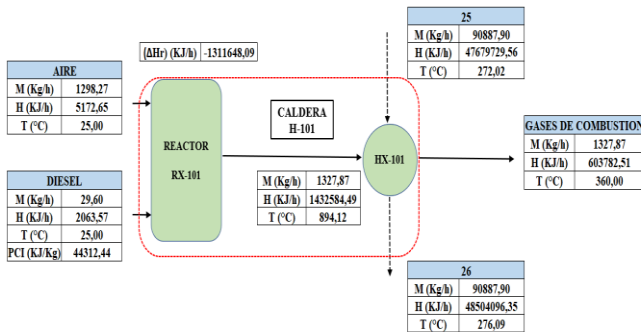 25
M (Kg/h) 90887,90
H (KJ/h) 47679729,56
T (°C) 272,02
(ΔHr) (KJ/h) -1311648,09
AIRE
M (Kg/h) 1298,27
H (KJ/h) 5172,65
T (°C) 25,00
CALDERA
H-101
REACTOR
RX-101
HX-101
GASES DE COMBUSTION
M (Kg/h) 1327,87
H (KJ/h) 603782,51
T (°C) 360,00
DIESEL
M (Kg/h) 29,60
H (KJ/h) 2063,57
T (°C) 25,00
PCI (KJ/Kg) 44312,44
M (Kg/h) 1327,87
H (KJ/h) 1432584,49
T (°C) 894,12
26
M (Kg/h) 90887,90
H (KJ/h) 48504096,35
T (°C) 276,09